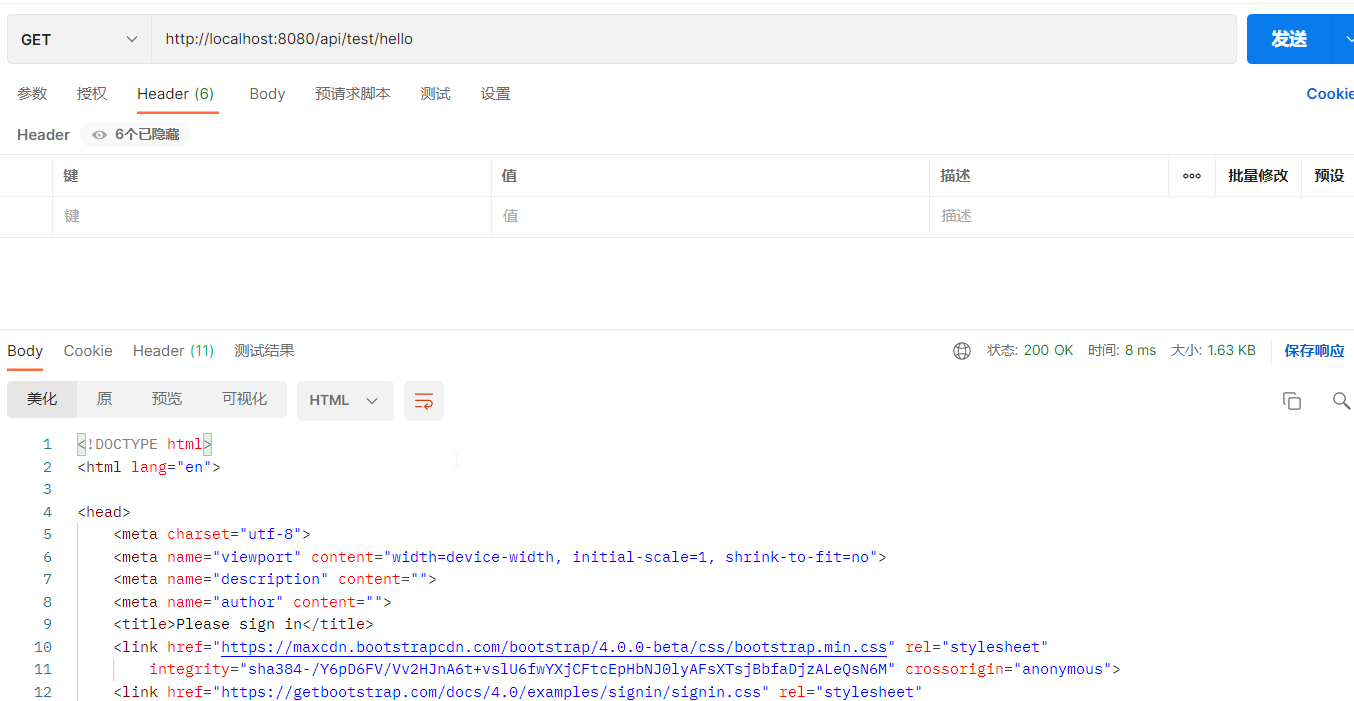 GET http://localhost:8080/api/test/hello 发送
参数 授权 Header (6) Body 预请求脚本 测试 设置 Cookie
Header 6个已隐藏
键 值 描述 批量修改 预设
键 值 描述
Body Cookie Header (11) 测试结果 状态: 200 OK 时间: 8 ms 大小: 1.63 KB 保存响应
美化 原 预览 可视化 HTML
1 <!DOCTYPE html>
2 <html lang="en">
3
4 <head>
5 <meta charset="utf-8">
6 <meta name="viewport" content="width=device-width, initial-scale=1, shrink-to-fit=no">
7 <meta name="description" content="">
8 <meta name="author" content="">
9 <title>Please sign in</title>
10 <link href="https://maxcdn.bootstrapcdn.com/bootstrap/4.0.0-beta/css/bootstrap.min.css" rel="stylesheet"
11 integrity="sha384-/Y6pD6FV/Vv2HJnA6t+vslU6fwYXjCFtcEpHbNJ0lyAFsXTsjBbfaDjzALeQsN6M" crossorigin="anonymous">
12 <link href="https://getbootstrap.com/docs/4.0/examples/signin/signin.css" rel="stylesheet"